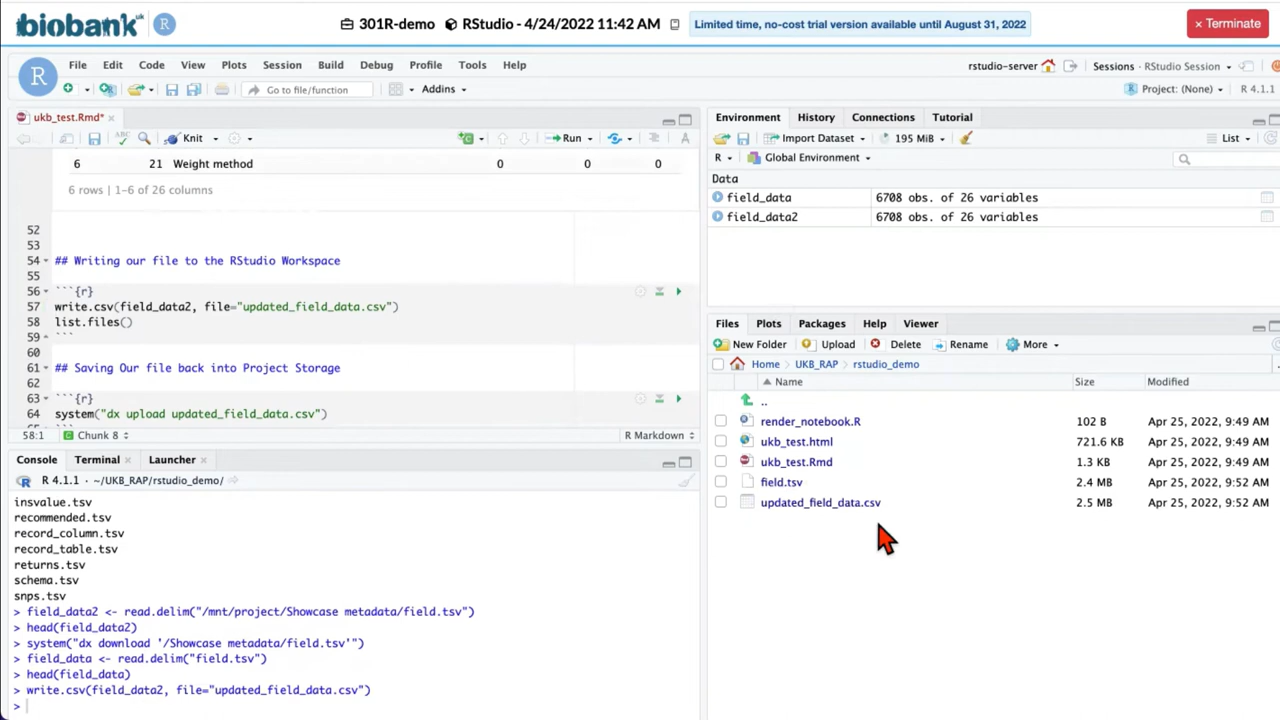 biobank uk R 301R-demo RStudio - 4/24/2022 11:42 AM Limited time, no-cost trial version available until August 31, 2022 × Terminate
R File Edit Code View Plots Session Build Debug Profile Tools Help rstudio-server Sessions RStudio Session
Go to file/function Addins Project: (None) R 4.1.1
ukb_test.Rmd* ×
Knit Run
6 21 Weight method 0 0 0
6 rows | 1-6 of 26 columns
52
53
54 ## Writing our file to the RStudio Workspace
55
56 ```{r}
57 write.csv(field_data2, file="updated_field_data.csv")
58 list.files()
59 ```
60
61 ## Saving Our file back into Project Storage
62
63 ```{r}
64 system("dx upload updated_field_data.csv")
58:1 Chunk 8 R Markdown
Console Terminal × Launcher ×
R 4.1.1 · ~/UKB_RAP/rstudio_demo/
insvalue.tsv
recommended.tsv
record_column.tsv
record_table.tsv
returns.tsv
schema.tsv
snps.tsv
> field_data2 <- read.delim("/mnt/project/Showcase metadata/field.tsv")
> head(field_data2)
> system("dx download '/Showcase metadata/field.tsv'")
> field_data <- read.delim("field.tsv")
> head(field_data)
> write.csv(field_data2, file="updated_field_data.csv")
>
Environment History Connections Tutorial
Import Dataset 195 MiB List
R Global Environment
Data
field_data 6708 obs. of 26 variables
field_data2 6708 obs. of 26 variables
Files Plots Packages Help Viewer
New Folder Upload Delete Rename More
Home UKB_RAP rstudio_demo
Name Size Modified
..
render_notebook.R 102 B Apr 25, 2022, 9:49 AM
ukb_test.html 721.6 KB Apr 25, 2022, 9:49 AM
ukb_test.Rmd 1.3 KB Apr 25, 2022, 9:49 AM
field.tsv 2.4 MB Apr 25, 2022, 9:52 AM
updated_field_data.csv 2.5 MB Apr 25, 2022, 9:52 AM